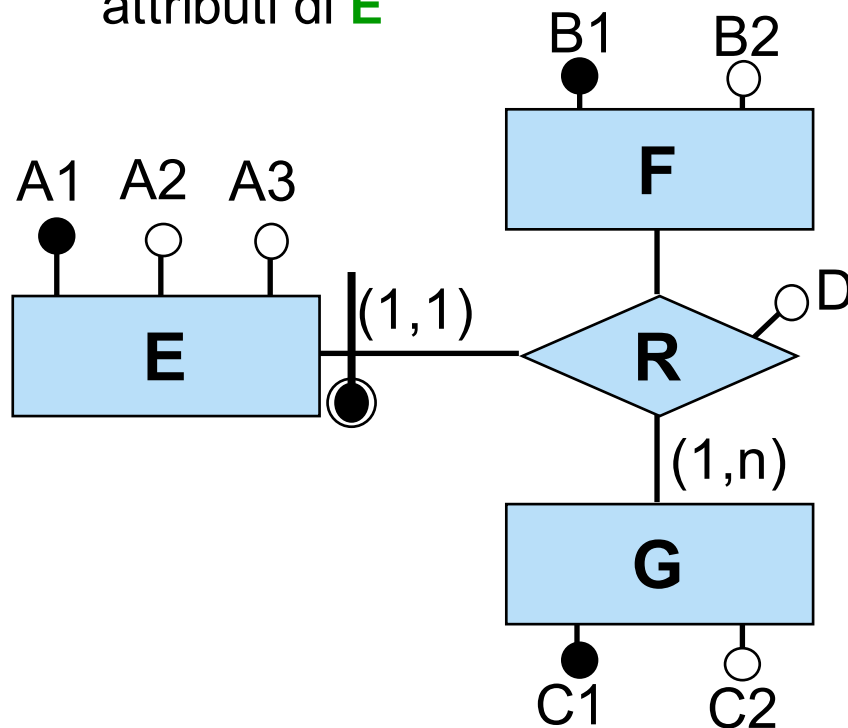 attributi di E
B1 B2
F
A1 A2 A3
D
(1,1)
E R
(1,n)
G
C1 C2